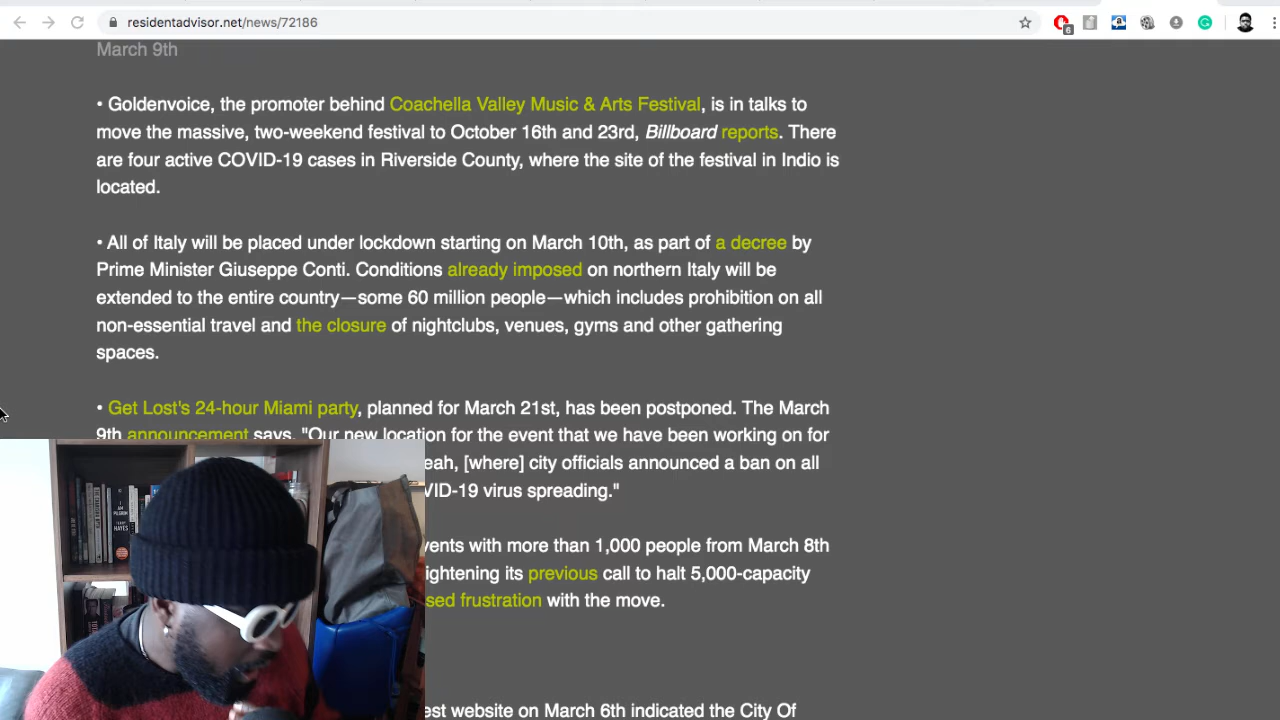 residentadvisor.net/news/72186
6
March 9th
• Goldenvoice, the promoter behind Coachella Valley Music & Arts Festival, is in talks to
move the massive, two-weekend festival to October 16th and 23rd, Billboard reports. There
are four active COVID-19 cases in Riverside County, where the site of the festival in Indio is
located.
• All of Italy will be placed under lockdown starting on March 10th, as part of a decree by
Prime Minister Giuseppe Conti. Conditions already imposed on northern Italy will be
extended to the entire country—some 60 million people—which includes prohibition on all
non-essential travel and the closure of nightclubs, venues, gyms and other gathering
spaces.
• Get Lost's 24-hour Miami party, planned for March 21st, has been postponed. The March
9th announcement says, "Our new location for the event that we have been working on for
eah, [where] city officials announced a ban on all
VID-19 virus spreading."
vents with more than 1,000 people from March 8th
ightening its previous call to halt 5,000-capacity
sed frustration with the move.
est website on March 6th indicated the City Of
I AM
PILGRIM
TERRY
HAYES